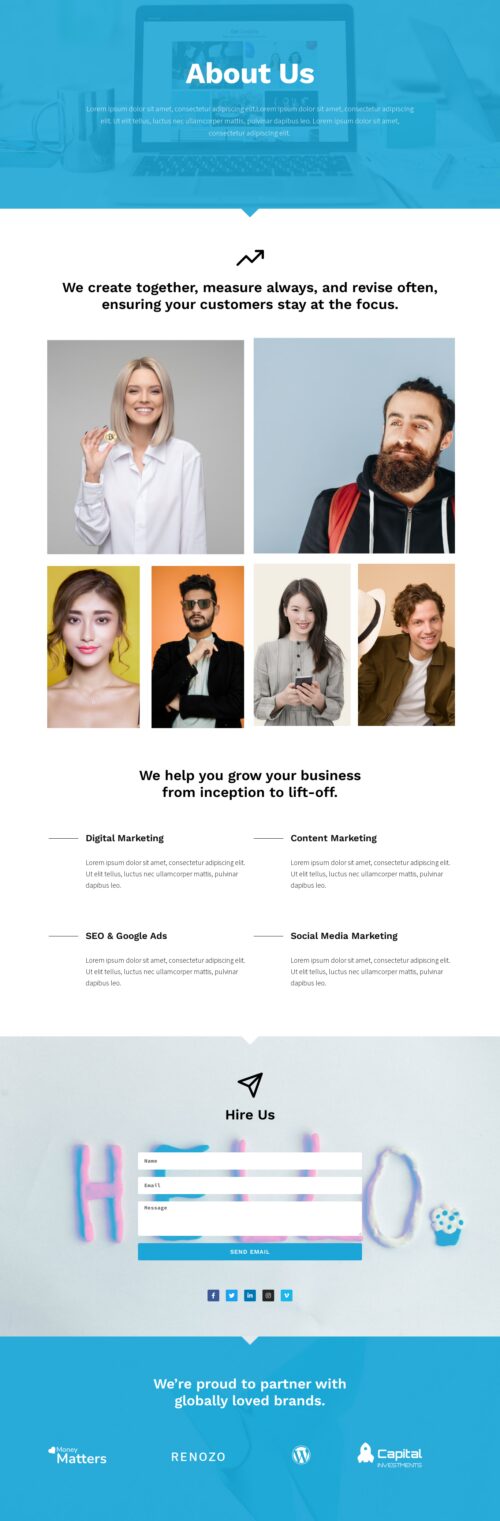 About Us
Lorem ipsum dolor sit amet, consectetur adipiscing elit.Lorem ipsum dolor sit amet, consectetur adipiscing
elit. Ut elit tellus, luctus nec ullamcorper mattis, pulvinar dapibus leo. Lorem ipsum dolor sit amet,
consectetur adipiscing elit.
We create together, measure always, and revise often,
ensuring your customers stay at the focus.
We help you grow your business
from inception to lift-off.
Digital Marketing
Lorem ipsum dolor sit amet, consectetur adipiscing elit.
Ut elit tellus, luctus nec ullamcorper mattis, pulvinar
dapibus leo.
Content Marketing
Lorem ipsum dolor sit amet, consectetur adipiscing elit.
Ut elit tellus, luctus nec ullamcorper mattis, pulvinar
dapibus leo.
SEO & Google Ads
Lorem ipsum dolor sit amet, consectetur adipiscing elit.
Ut elit tellus, luctus nec ullamcorper mattis, pulvinar
dapibus leo.
Social Media Marketing
Lorem ipsum dolor sit amet, consectetur adipiscing elit.
Ut elit tellus, luctus nec ullamcorper mattis, pulvinar
dapibus leo.
Hire Us
HELLO
Name
Email
Message
SEND EMAIL
We're proud to partner with
globally loved brands.
Money
Matters
RENOZO
Capital
INVESTMENTS